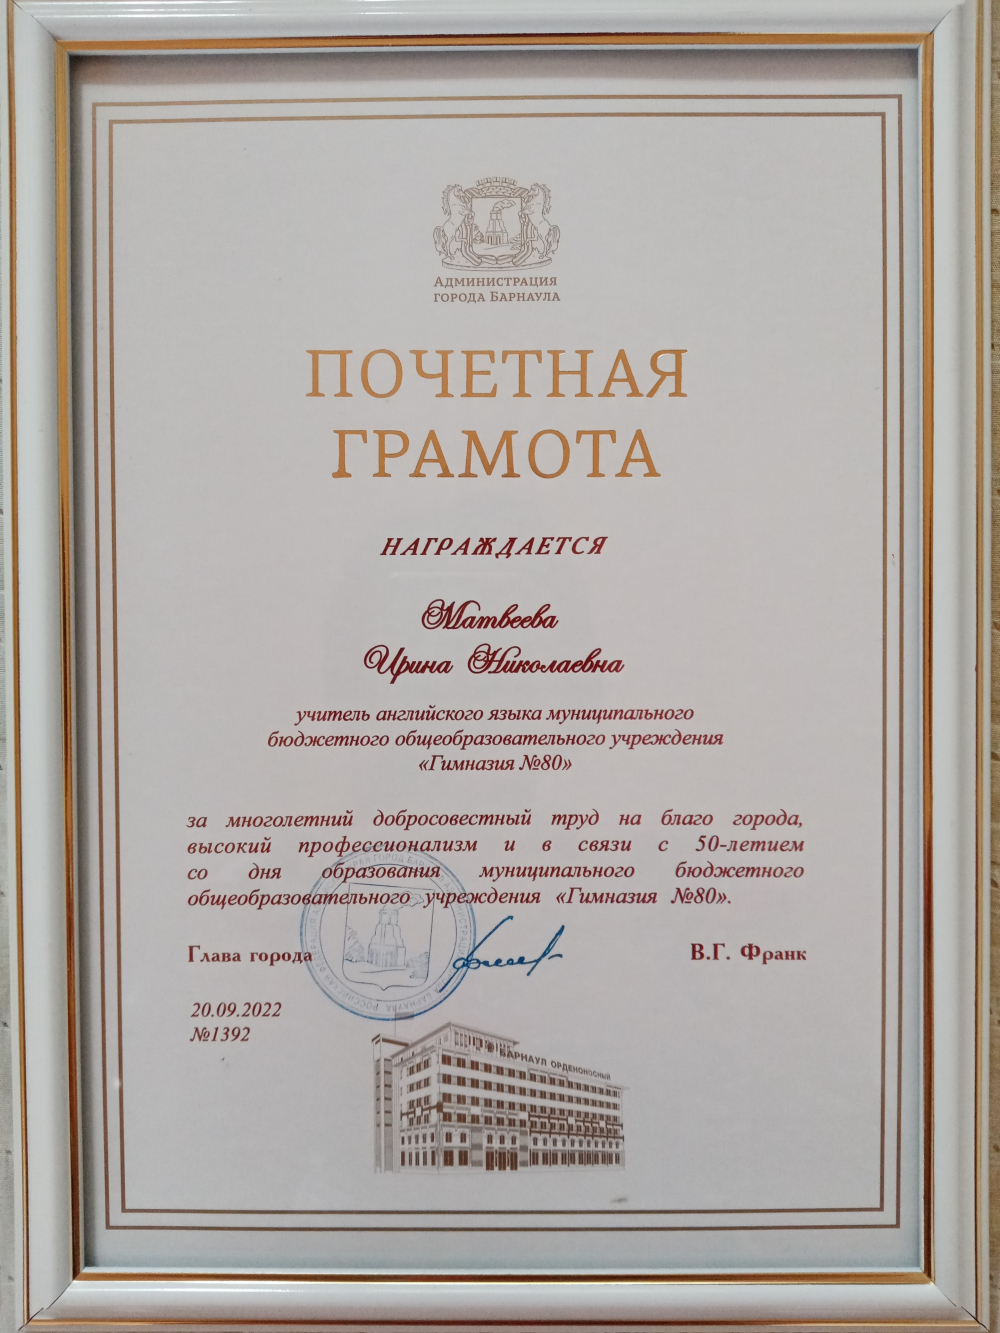 Администрация
города Барнаула
ПОЧЕТНАЯ
ГРАМОТА
НАГРАЖДАЕТСЯ
Матвеева
Ирина Николаевна
учитель английского языка муниципального
бюджетного общеобразовательного учреждения
«Гимназия №80»
за многолетний добросовестный труд на благо города,
высокий профессионализм и в связи с 50-летием
со дня образования муниципального бюджетного
общеобразовательного учреждения «Гимназия №80».
Глава города
В.Г. Франк
20.09.2022
№1392
БАРНАУЛ ОРДЕНОНОСНЫЙ